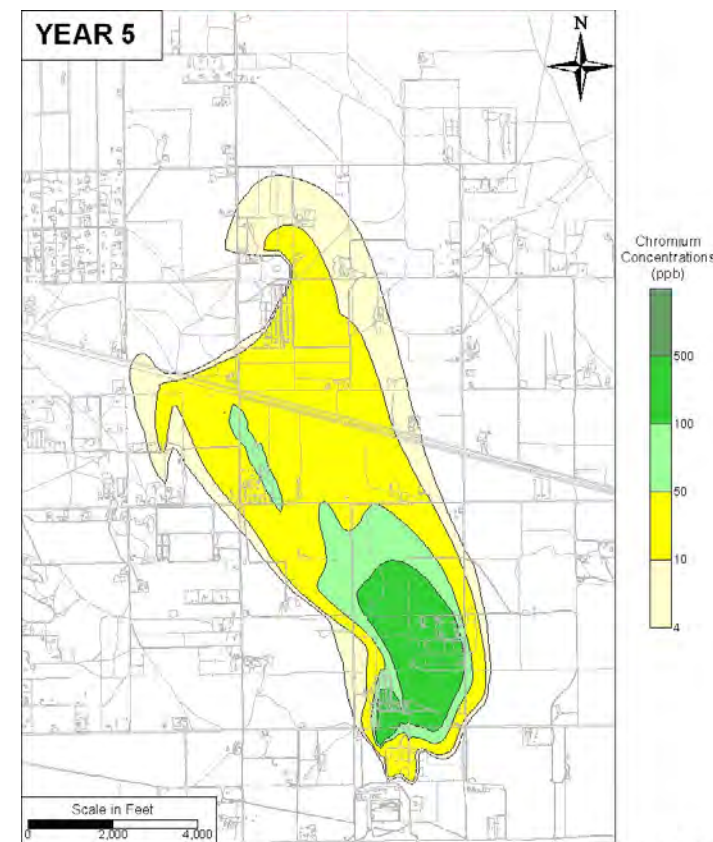 YEAR 5
N
Chromium
Concentrations
(ppb)
500
100
50
10
4
Scale in Feet
0 2,000 4,000